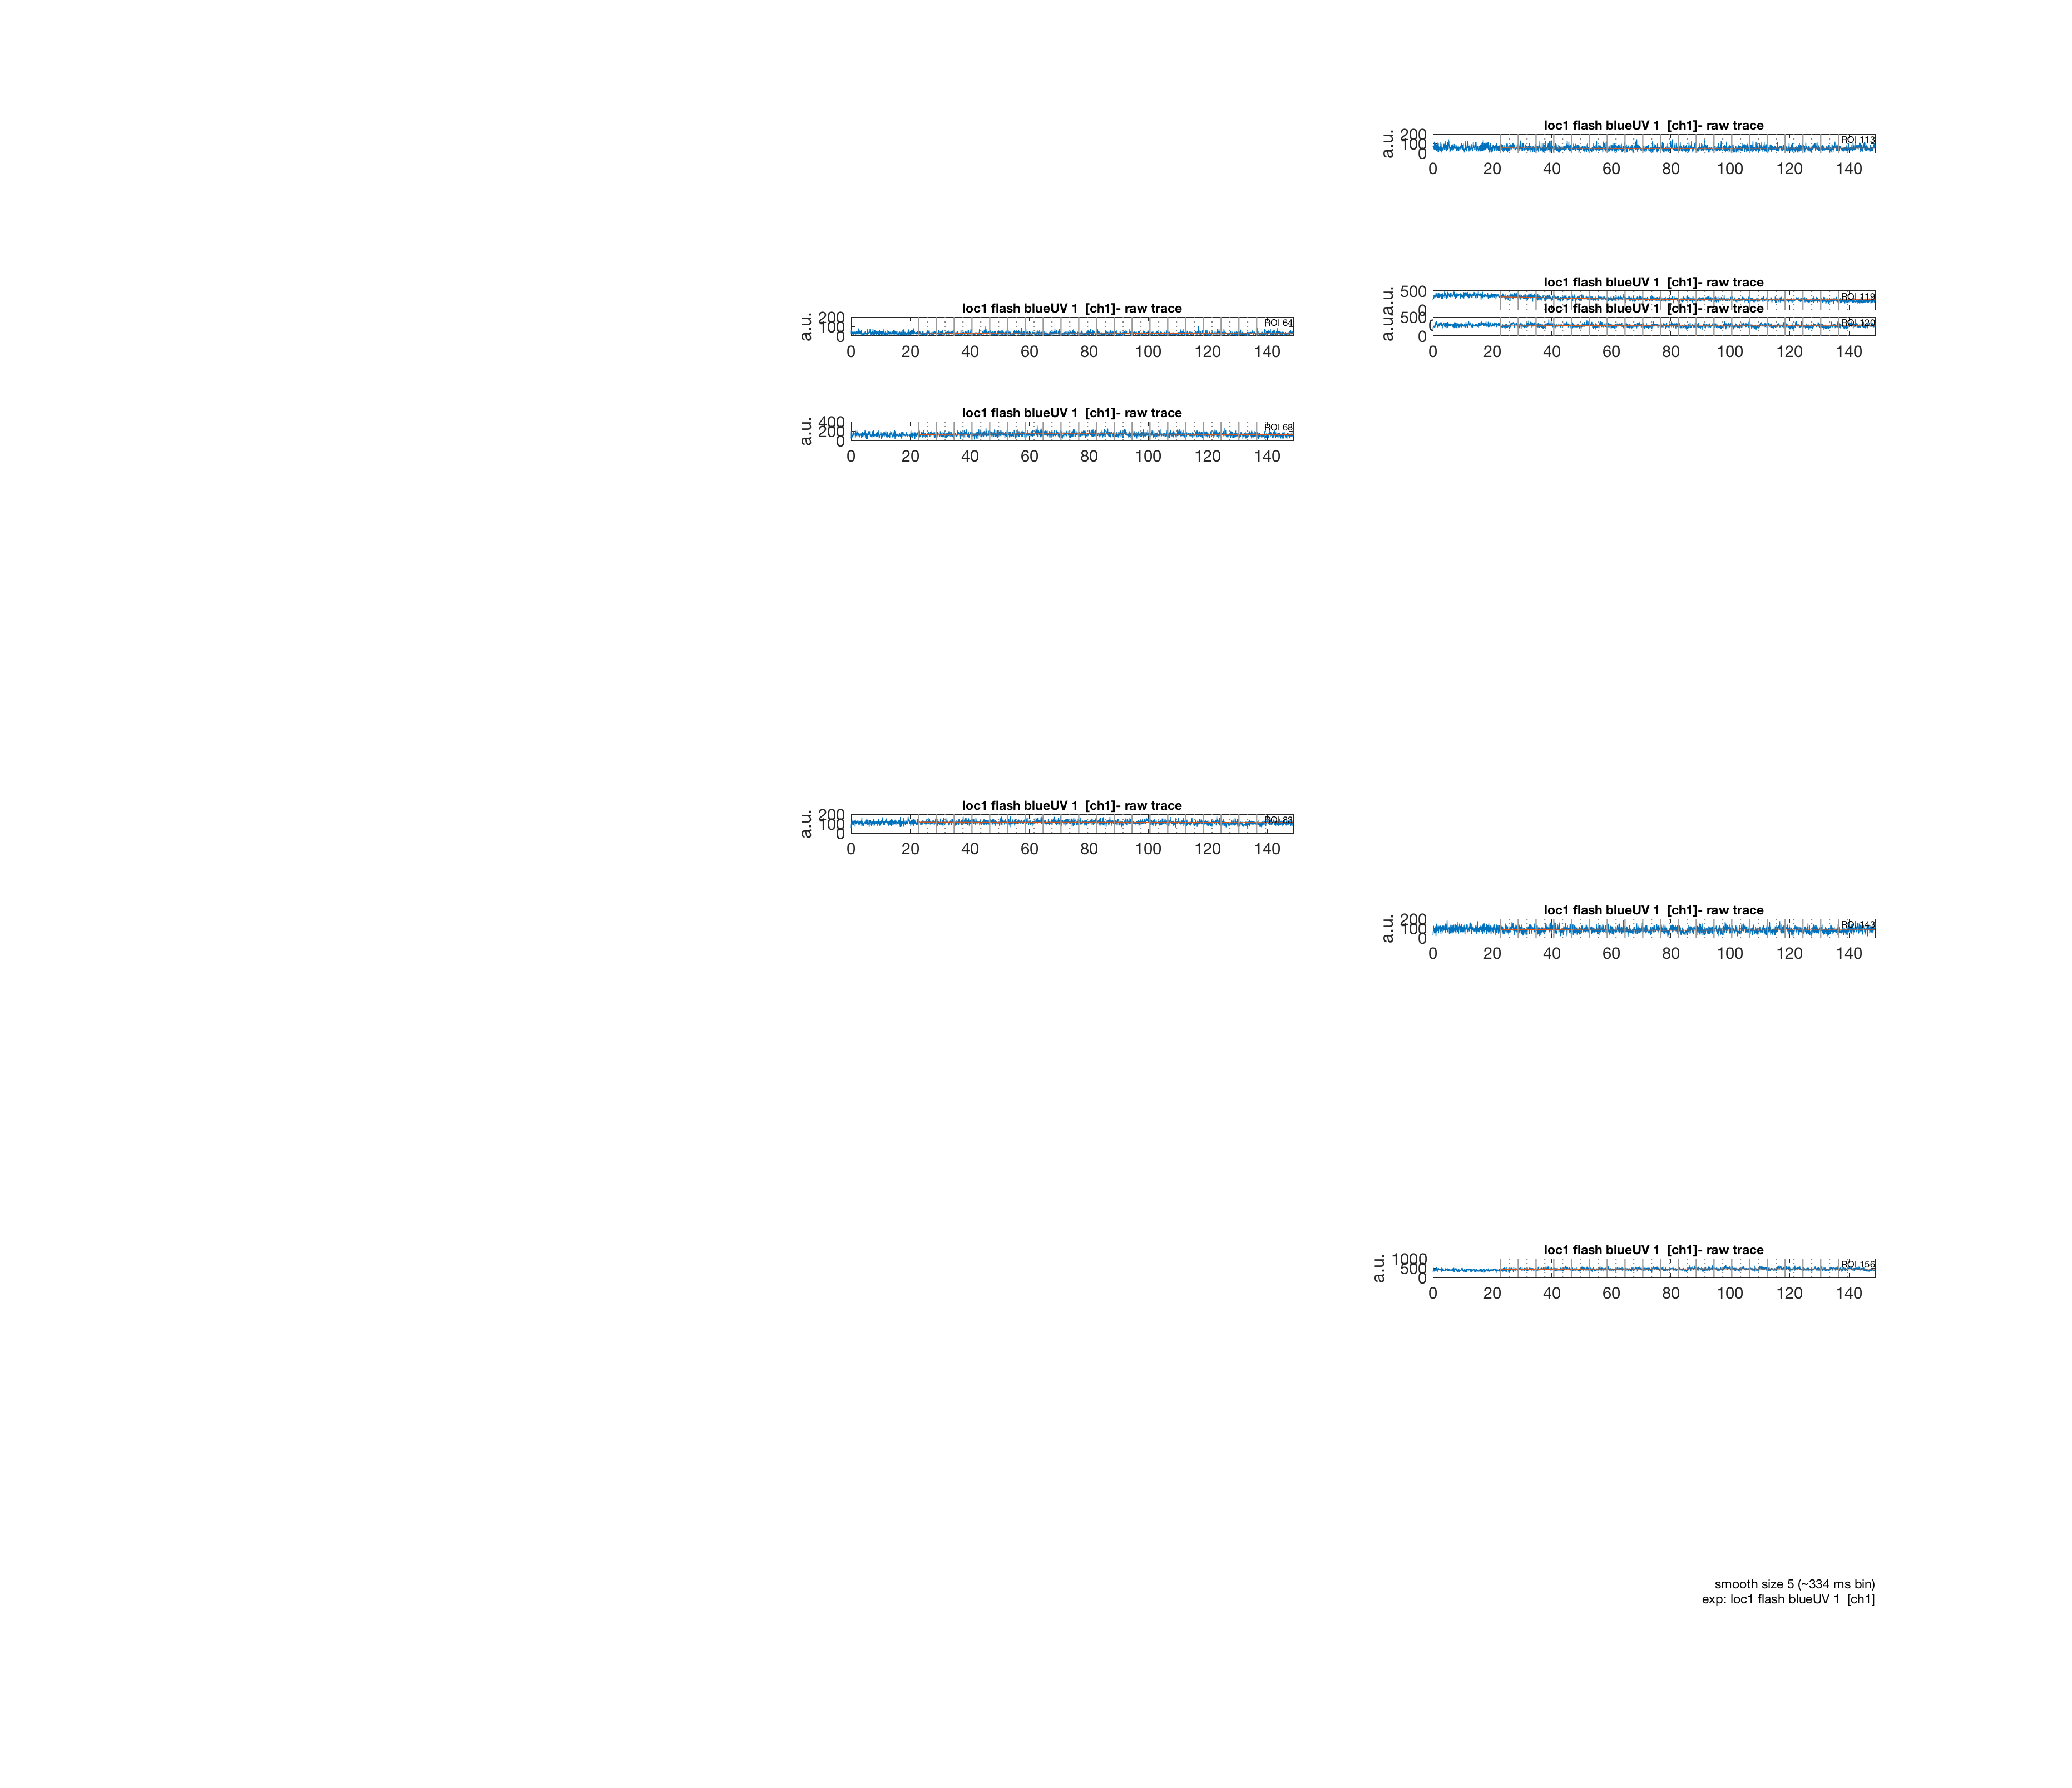 loc1 flash blueUV 1 [ch1]- raw trace
a.u.
200
100
0
ROI 113
0 20 40 60 80 100 120 140
loc1 flash blueUV 1 [ch1]- raw trace
a.u.
500
0
ROI 119
loc1 flash blueUV 1 [ch1]- raw trace
a.u.
200
100
0
ROI 64
0 20 40 60 80 100 120 140
loc1 flash blueUV 1 [ch1]- raw trace
a.u.
500
0
ROI 120
0 20 40 60 80 100 120 140
loc1 flash blueUV 1 [ch1]- raw trace
a.u.
400
200
0
ROI 68
0 20 40 60 80 100 120 140
loc1 flash blueUV 1 [ch1]- raw trace
a.u.
200
100
0
ROI 83
0 20 40 60 80 100 120 140
loc1 flash blueUV 1 [ch1]- raw trace
a.u.
200
100
0
ROI 143
0 20 40 60 80 100 120 140
loc1 flash blueUV 1 [ch1]- raw trace
a.u.
1000
500
0
ROI 156
0 20 40 60 80 100 120 140
smooth size 5 (~334 ms bin)
exp: loc1 flash blueUV 1 [ch1]